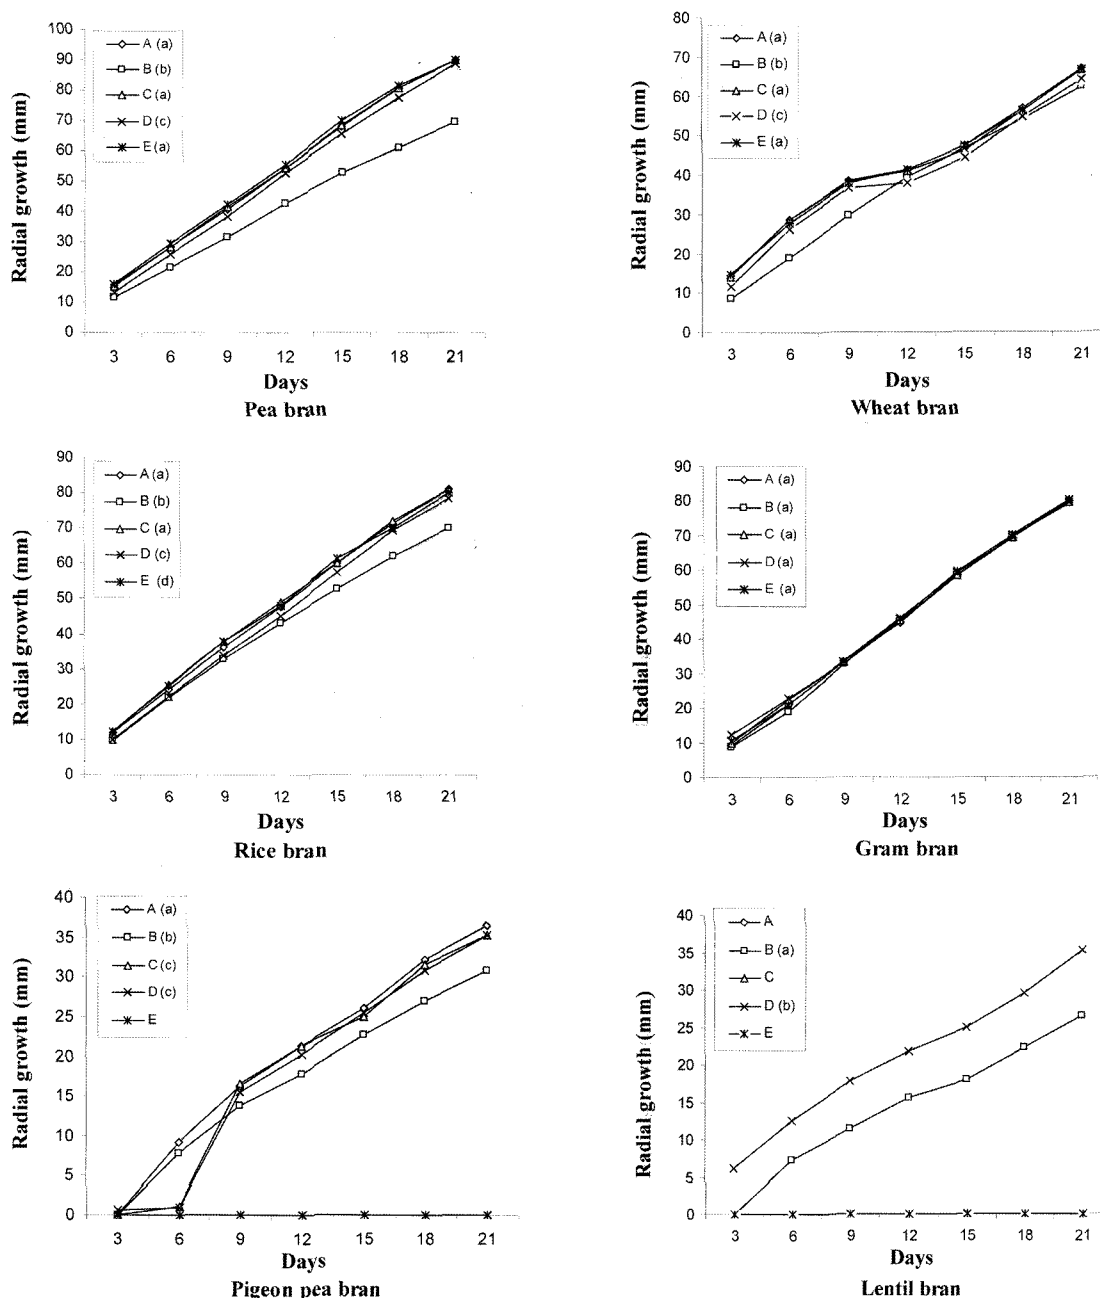 100
90
80
70
60
50
40
30
20
10
0
Radial growth (mm)
A (a)
B (b)
C (a)
D (c)
E (a)
3 6 9 12 15 18 21
Days
Pea bran
80
70
60
50
40
30
20
10
0
Radial growth (mm)
A (a)
B (b)
C (a)
D (c)
E (a)
3 6 9 12 15 18 21
Days
Wheat bran
90
80
70
60
50
40
30
20
10
0
Radial growth (mm)
A (a)
B (b)
C (a)
D (c)
E (d)
3 6 9 12 15 18 21
Days
Rice bran
90
80
70
60
50
40
30
20
10
0
Radial growth (mm)
A (a)
B (a)
C (a)
D (a)
E (a)
3 6 9 12 15 18 21
Days
Gram bran
40
35
30
25
20
15
10
5
0
Radial growth (mm)
A (a)
B (b)
C (c)
D (c)
E
3 6 9 12 15 18 21
Days
Pigeon pea bran
40
35
30
25
20
15
10
5
0
Radial growth (mm)
A
B (a)
C
D (b)
E
3 6 9 12 15 18 21
Days
Lentil bran